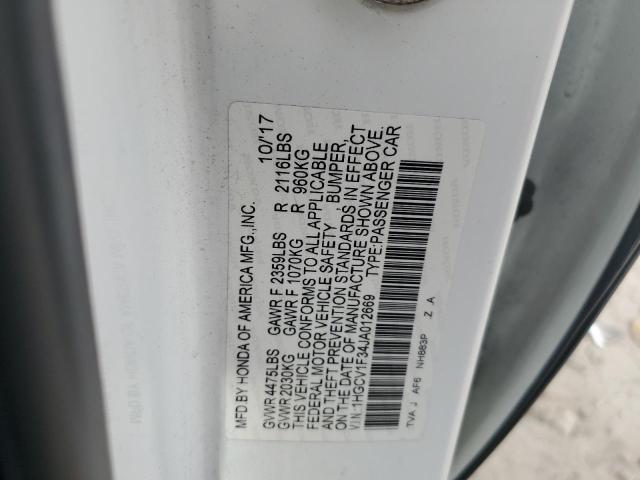 MFD BY HONDA OF AMERICA MFG.,INC. 10/'17
GVWR 4475LBS GAWR F 2359LBS R 2116LBS
GVWR 2030KG GAWR F 1070KG R 960KG
THIS VEHICLE CONFORMS TO ALL APPLICABLE
FEDERAL MOTOR VEHICLE SAFETY, BUMPER,
AND THEFT PREVENTION STANDARDS IN EFFECT
ON THE DATE OF MANUFACTURE SHOWN ABOVE.
V.I.N.:1HGCV1F34JA012669 TYPE:PASSENGER CAR
TVA J AF6 NH883P Z A